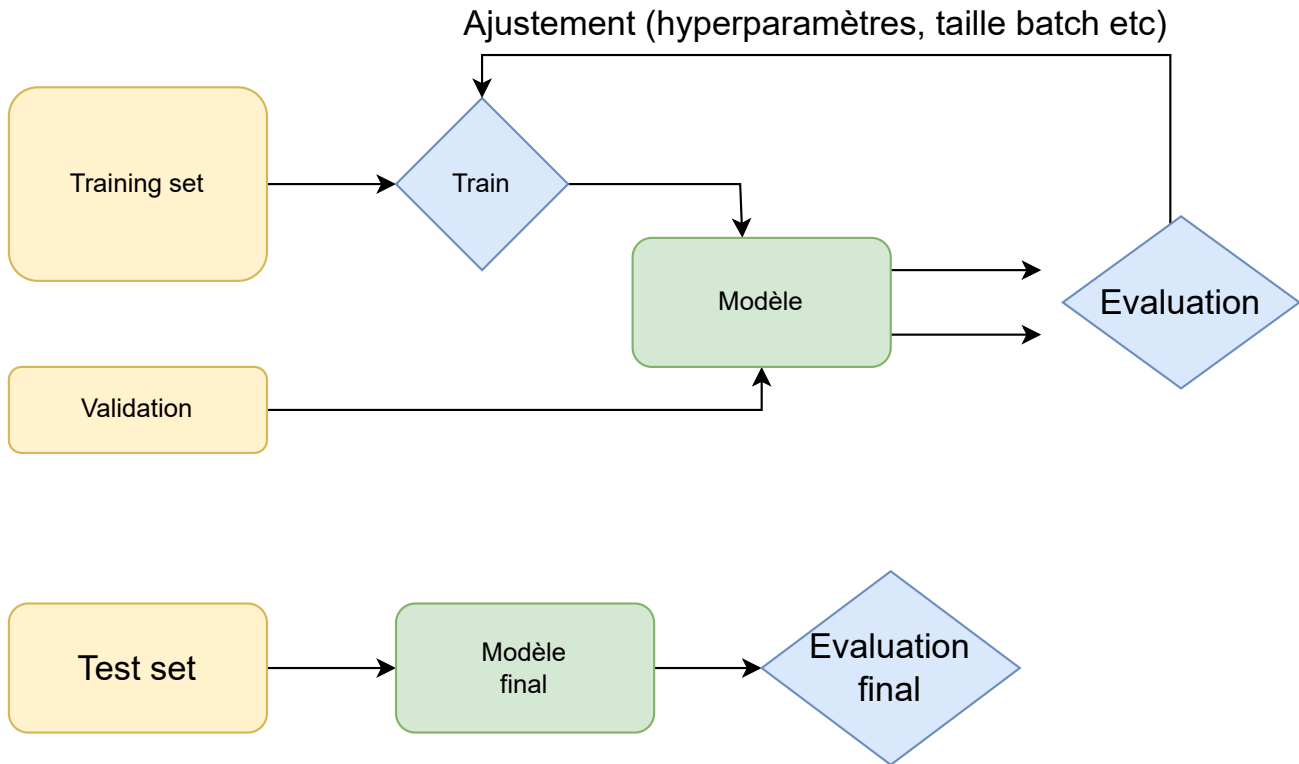 Ajustement (hyperparamètres, taille batch etc)
Training set
Train
Modèle
Evaluation
Validation
Test set
Modèle
final
Evaluation
final